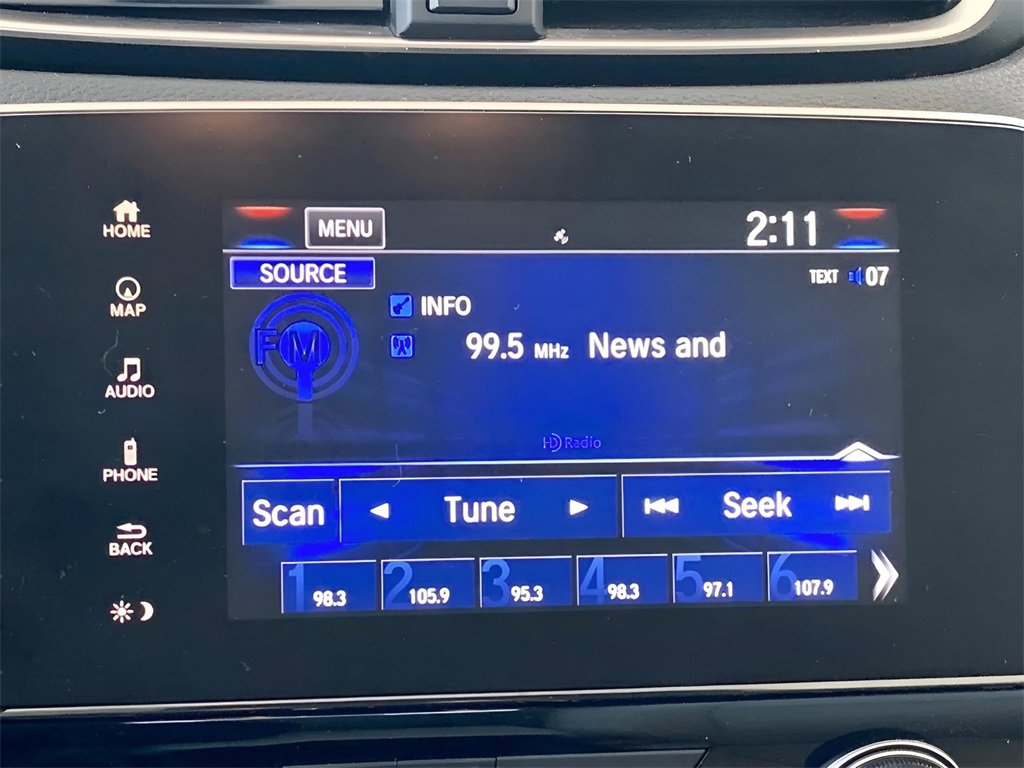 HOME
MAP
AUDIO
PHONE
BACK
MENU
2:11
SOURCE
TEXT 07
FM
INFO
99.5 MHz News and
HD Radio
Scan
Tune
Seek
1 98.3
2 105.9
3 95.3
4 98.3
5 97.1
6 107.9